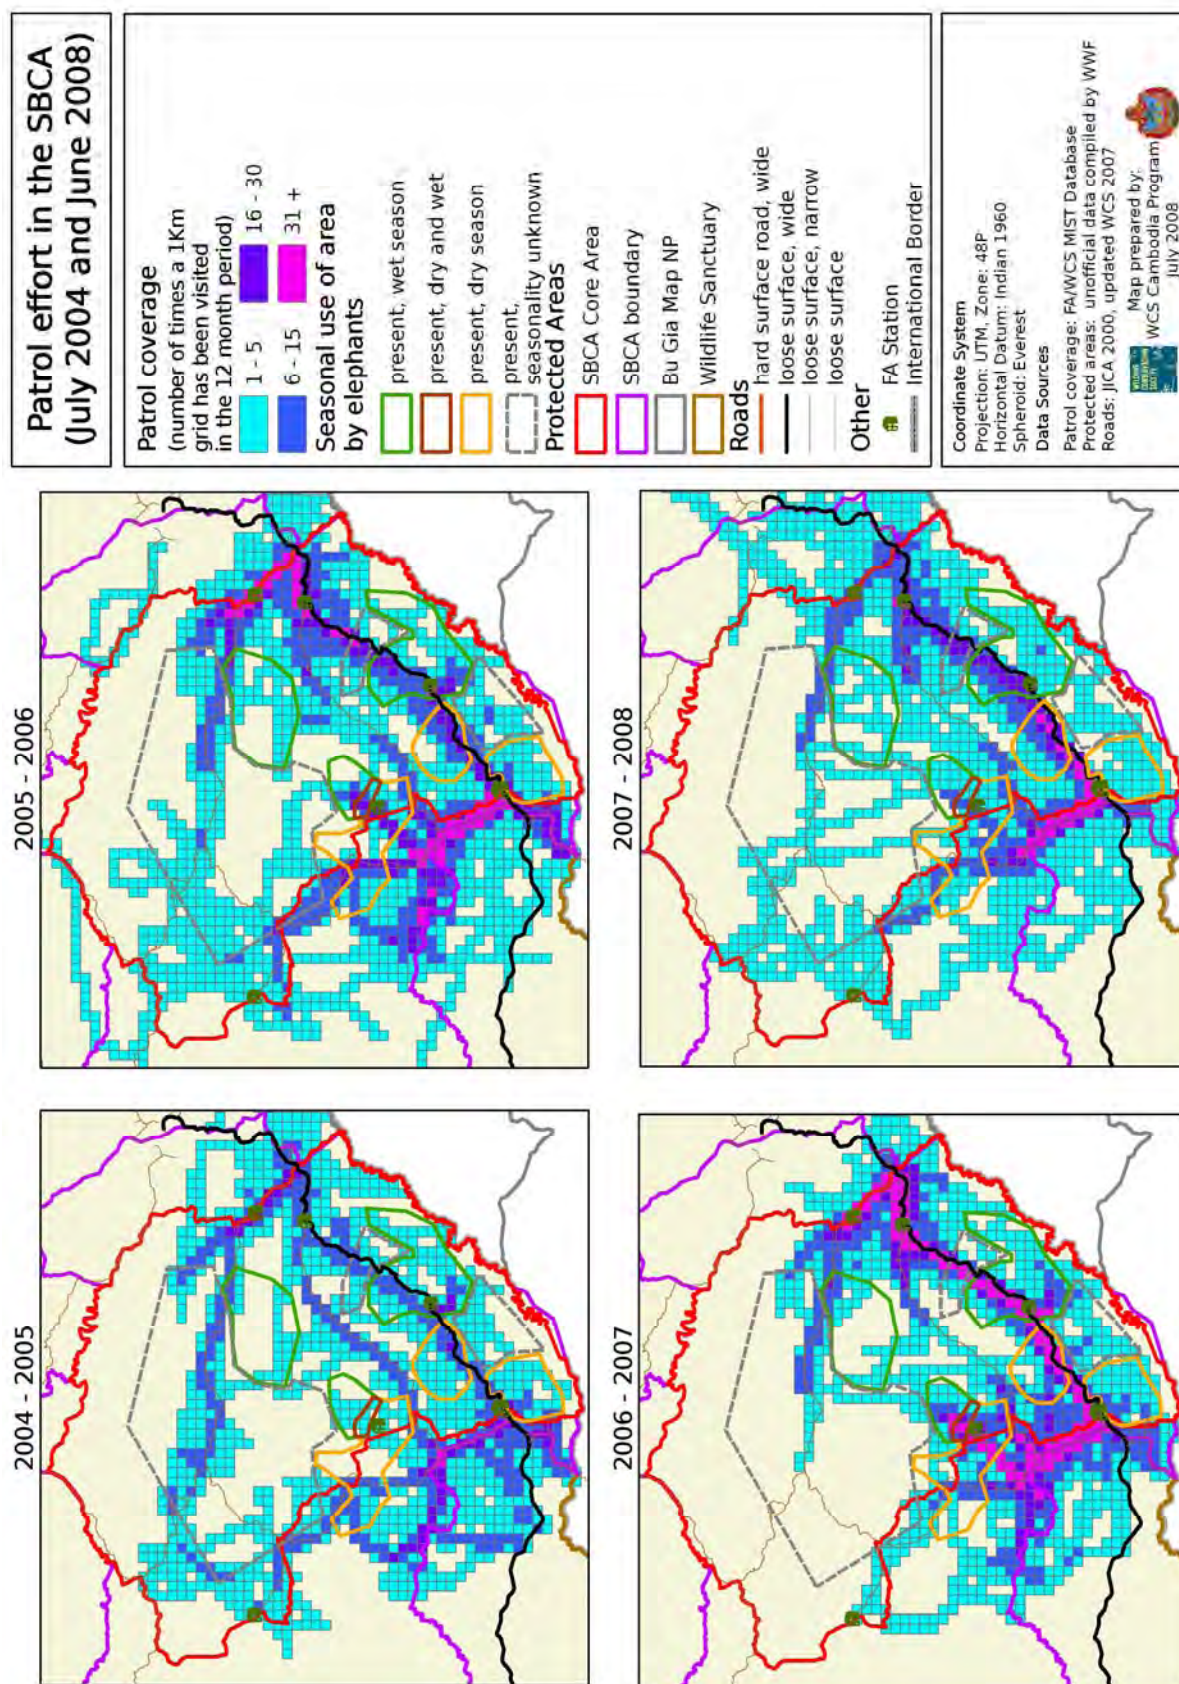 Patrol effort in the SBCA
(July 2004 and June 2008)
Patrol coverage
(number of times a 1Km
grid has been visited
in the 12 month period)
1 - 5
16 - 30
6 - 15
31 +
Seasonal use of area
by elephants
present, wet season
present, dry and wet
present, dry season
present,
seasonality unknown
Protected Areas
SBCA Core Area
SBCA boundary
Bu Gia Map NP
Wildlife Sanctuary
Roads
hard surface road, wide
loose surface, wide
loose surface, narrow
loose surface
Other
FA Station
International Border
Coordinate System
Projection: UTM, Zone: 48P
Horizontal Datum: Indian 1960
Spheroid: Everest
Data Sources
Patrol coverage: FA/WCS MIST Database
Protected areas: unofficial data compiled by WWF
Roads: JICA 2000, updated WCS 2007
Map prepared by:
WCS Cambodia Program
July 2008
2004 - 2005
2005 - 2006
2006 - 2007
2007 - 2008